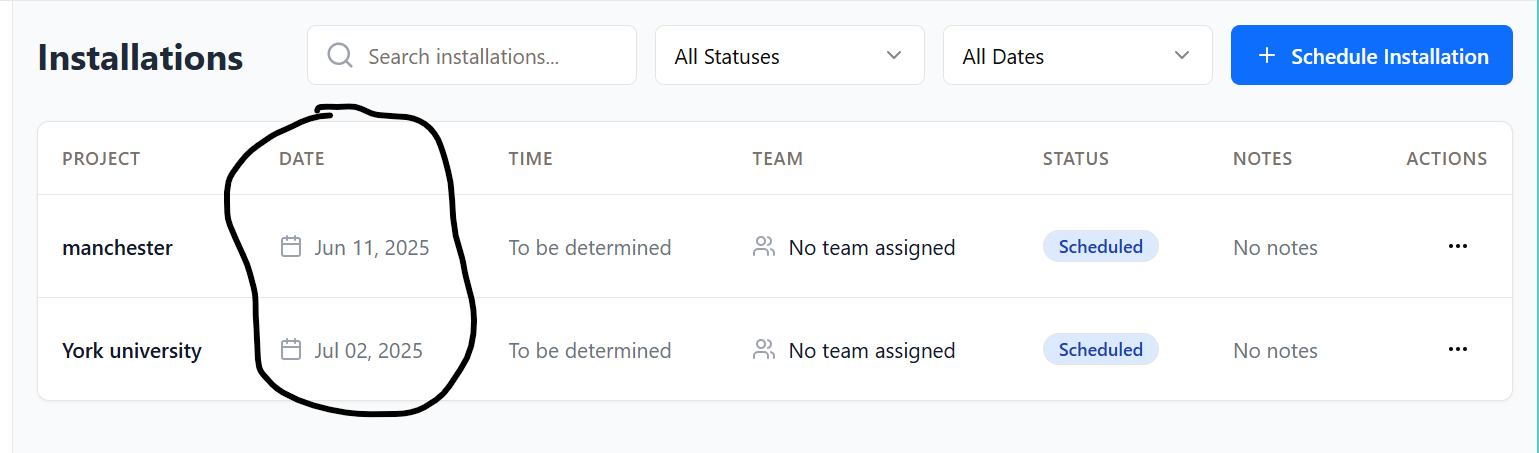 Installations Search installations... All Statuses All Dates + Schedule Installation
PROJECT DATE TIME TEAM STATUS NOTES ACTIONS
manchester Jun 11, 2025 To be determined No team assigned Scheduled No notes ...
York university Jul 02, 2025 To be determined No team assigned Scheduled No notes ...